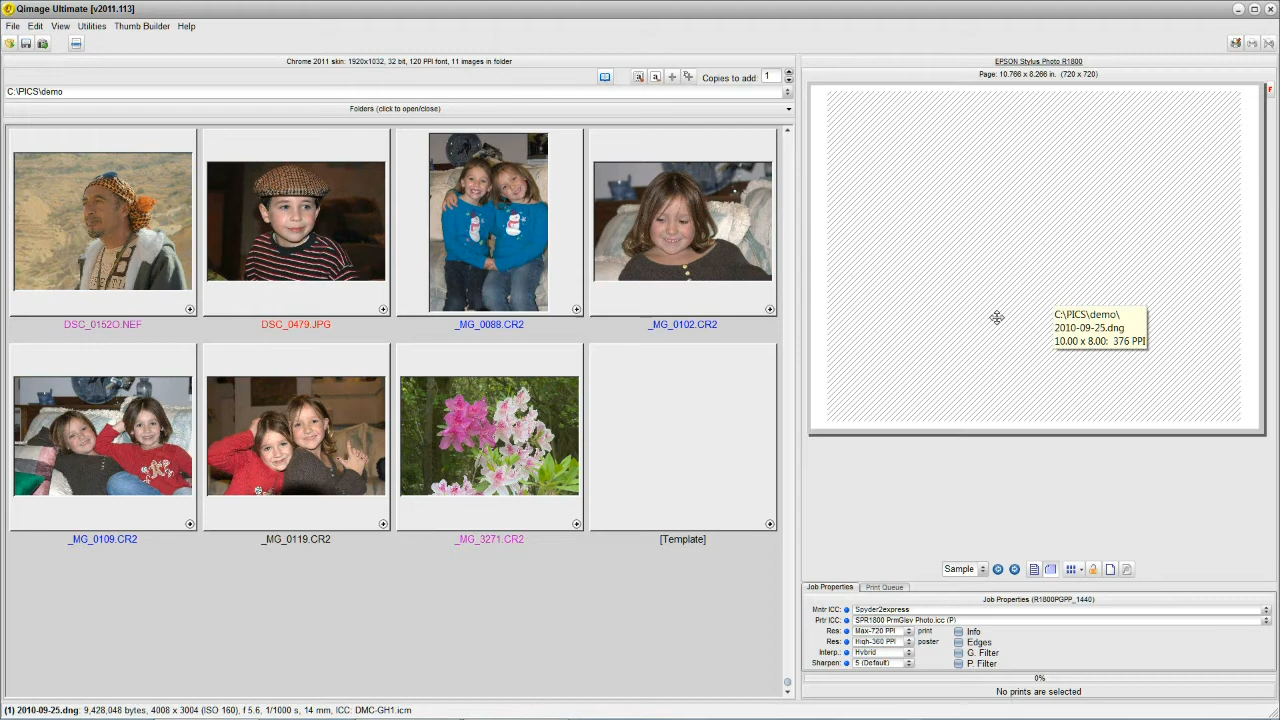 Qimage Ultimate [v2011.113]
File Edit View Utilities Thumb Builder Help
Chrome 2011 skin: 1920x1032, 32 bit, 120 PPI font, 11 images in folder
Copies to add: 1
C:\PICS\demo
Folders (click to open/close)
DSC_0152O.NEF
DSC_0479.JPG
_MG_0088.CR2
_MG_0102.CR2
_MG_0109.CR2
_MG_0119.CR2
_MG_3271.CR2
[Template]
EPSON Stylus Photo R1800
Page: 10.766 x 8.266 in. (720 x 720)
F
C:\PICS\demo\
2010-09-25.dng
10.00 x 8.00: 376 PPI
Sample
Job Properties Print Queue
Job Properties (R1800PGPP_1440)
Mntr ICC: Spyder2express
Prtr ICC: SPR1800 PrmGlsy Photo.icc (P)
Res: Max-720 PPI print Info
Res: High-360 PPI poster Edges
Interp.: Hybrid G. Filter
Sharpen: 5 (Default) P. Filter
0%
No prints are selected
(1) 2010-09-25.dng: 9,428,048 bytes, 4008 x 3004 (ISO 160), f 5.6, 1/1000 s, 14 mm, ICC: DMC-GH1.icm